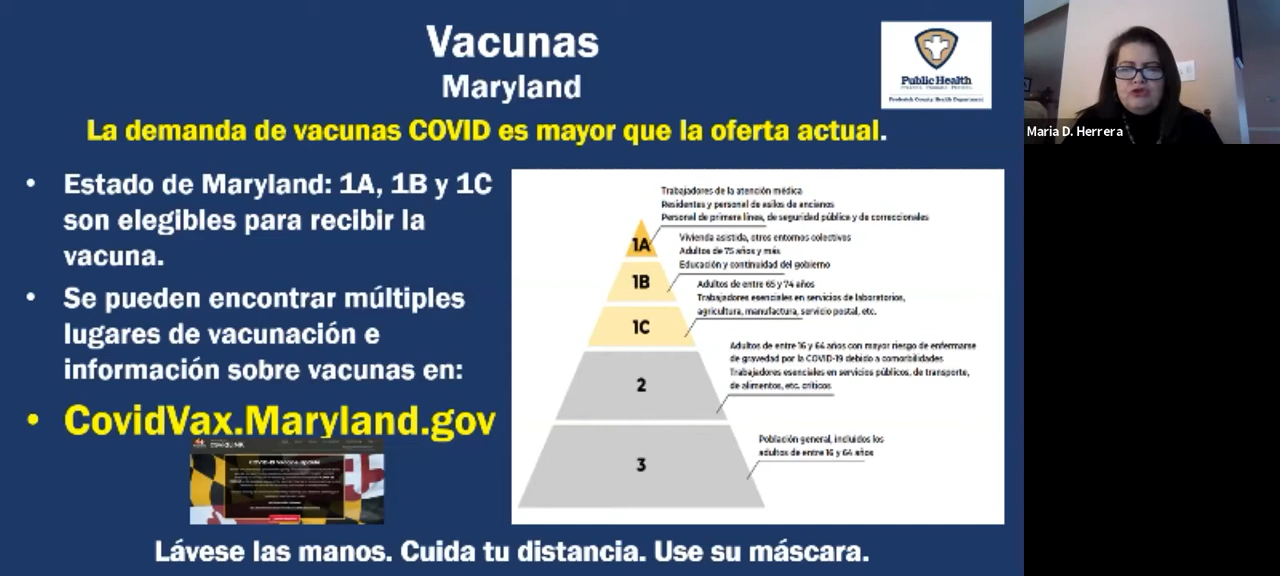 Vacunas
Maryland
Public Health
Frederick County Health Department
La demanda de vacunas COVID es mayor que la oferta actual.
Maria D. Herrera
• Estado de Maryland: 1A, 1B y 1C
son elegibles para recibir la
vacuna.
• Se pueden encontrar múltiples
lugares de vacunación e
información sobre vacunas en:
• CovidVax.Maryland.gov
Trabajadores de la atención médica
Residentes y personal de asilos de ancianos
Personal de primera línea, de seguridad pública y de correccionales
1A
Vivienda asistida, otros entornos colectivos
Adultos de 75 años y más
Educación y continuidad del gobierno
1B
Adultos de entre 65 y 74 años
Trabajadores esenciales en servicios de laboratorios,
agricultura, manufactura, servicio postal, etc.
1C
Adultos de entre 16 y 64 años con mayor riesgo de enfermarse
de gravedad por la COVID-19 debido a comorbilidades
Trabajadores esenciales en servicios públicos, de transporte,
de alimentos, etc. críticos
2
Población general, incluidos los
adultos de entre 16 y 64 años
3
Lávese las manos. Cuida tu distancia. Use su máscara.